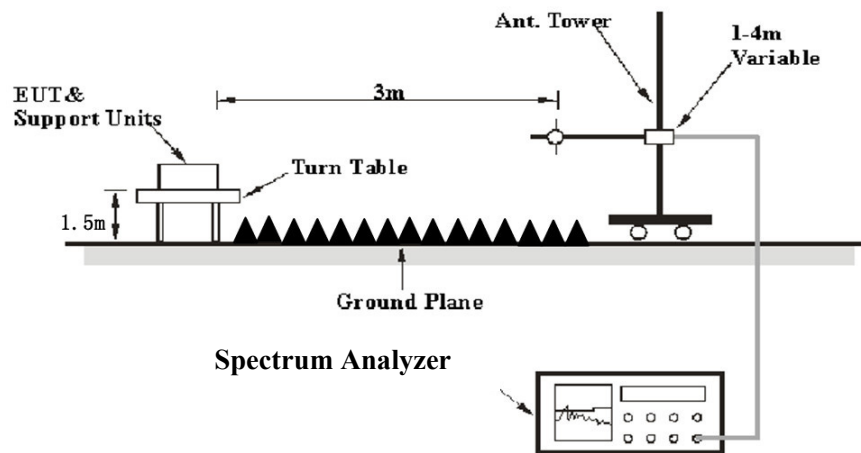 Ant. Tower
1-4m
Variable
3m
EUT&
Support Units
Turn Table
1.5m
Ground Plane
Spectrum Analyzer